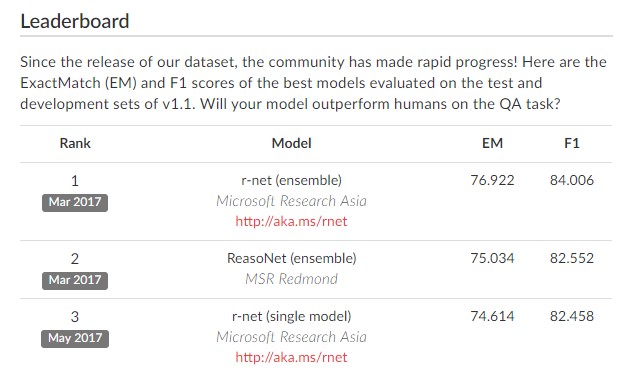 Leaderboard
Since the release of our dataset, the community has made rapid progress! Here are the
ExactMatch (EM) and F1 scores of the best models evaluated on the test and
development sets of v1.1. Will your model outperform humans on the QA task?
Rank Model EM F1
1 r-net (ensemble) 76.922 84.006
Mar 2017 Microsoft Research Asia
http://aka.ms/rnet
2 ReasoNet (ensemble) 75.034 82.552
Mar 2017 MSR Redmond
3 r-net (single model) 74.614 82.458
May 2017 Microsoft Research Asia
http://aka.ms/rnet